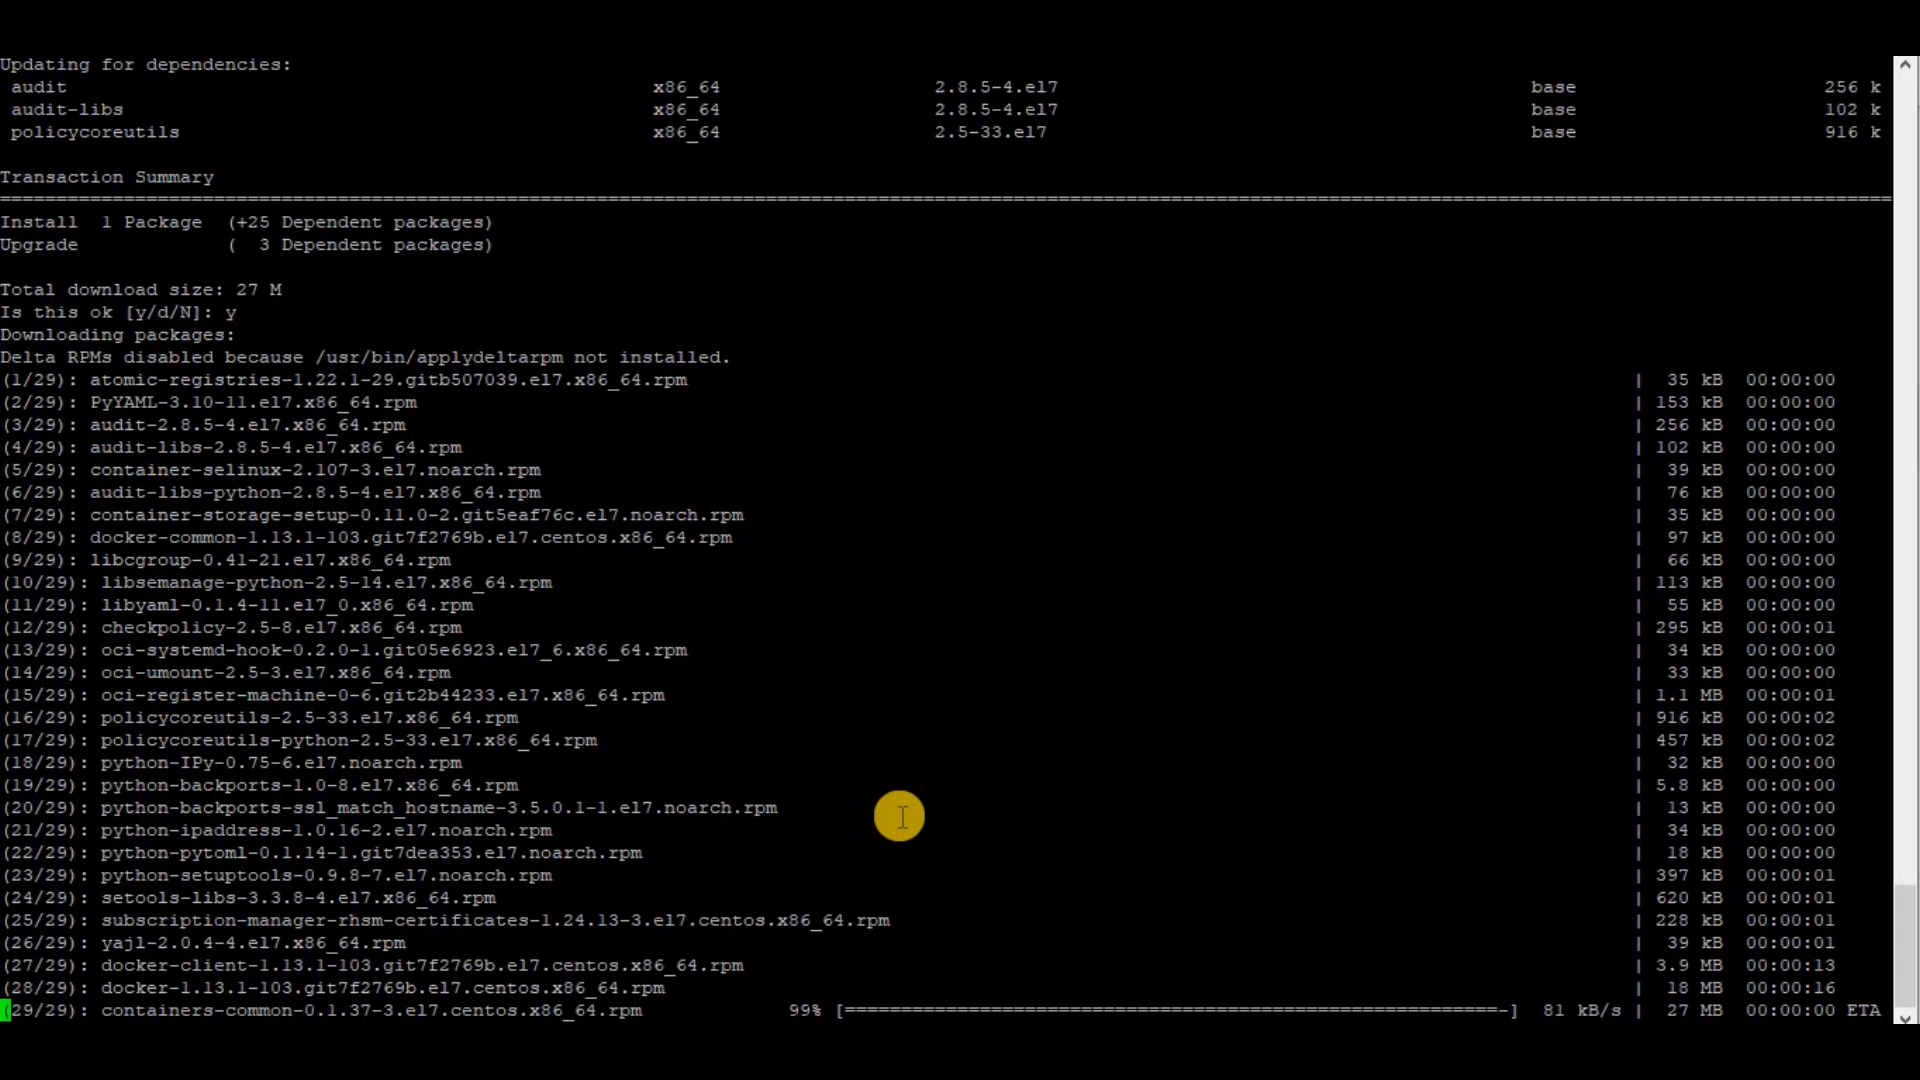 Updating for dependencies:
audit x86_64 2.8.5-4.el7 base 256 k
audit-libs x86_64 2.8.5-4.el7 base 102 k
policycoreutils x86_64 2.5-33.el7 base 916 k
Transaction Summary
================================================================================
Install 1 Package (+25 Dependent packages)
Upgrade ( 3 Dependent packages)
Total download size: 27 M
Is this ok [y/d/N]: y
Downloading packages:
Delta RPMs disabled because /usr/bin/applydeltarpm not installed.
(1/29): atomic-registries-1.22.1-29.gitb507039.el7.x86_64.rpm | 35 kB 00:00:00
(2/29): PyYAML-3.10-11.el7.x86_64.rpm | 153 kB 00:00:00
(3/29): audit-2.8.5-4.el7.x86_64.rpm | 256 kB 00:00:00
(4/29): audit-libs-2.8.5-4.el7.x86_64.rpm | 102 kB 00:00:00
(5/29): container-selinux-2.107-3.el7.noarch.rpm | 39 kB 00:00:00
(6/29): audit-libs-python-2.8.5-4.el7.x86_64.rpm | 76 kB 00:00:00
(7/29): container-storage-setup-0.11.0-2.git5eaf76c.el7.noarch.rpm | 35 kB 00:00:00
(8/29): docker-common-1.13.1-103.git7f2769b.el7.centos.x86_64.rpm | 97 kB 00:00:00
(9/29): libcgroup-0.41-21.el7.x86_64.rpm | 66 kB 00:00:00
(10/29): libsemanage-python-2.5-14.el7.x86_64.rpm | 113 kB 00:00:00
(11/29): libyaml-0.1.4-11.el7_0.x86_64.rpm | 55 kB 00:00:00
(12/29): checkpolicy-2.5-8.el7.x86_64.rpm | 295 kB 00:00:01
(13/29): oci-systemd-hook-0.2.0-1.git05e6923.el7_6.x86_64.rpm | 34 kB 00:00:00
(14/29): oci-umount-2.5-3.el7.x86_64.rpm | 33 kB 00:00:00
(15/29): oci-register-machine-0-6.git2b44233.el7.x86_64.rpm | 1.1 MB 00:00:01
(16/29): policycoreutils-2.5-33.el7.x86_64.rpm | 916 kB 00:00:02
(17/29): policycoreutils-python-2.5-33.el7.x86_64.rpm | 457 kB 00:00:02
(18/29): python-IPy-0.75-6.el7.noarch.rpm | 32 kB 00:00:00
(19/29): python-backports-1.0-8.el7.x86_64.rpm | 5.8 kB 00:00:00
(20/29): python-backports-ssl_match_hostname-3.5.0.1-1.el7.noarch.rpm | 13 kB 00:00:00
(21/29): python-ipaddress-1.0.16-2.el7.noarch.rpm | 34 kB 00:00:00
(22/29): python-pytoml-0.1.14-1.git7dea353.el7.noarch.rpm | 18 kB 00:00:00
(23/29): python-setuptools-0.9.8-7.el7.noarch.rpm | 397 kB 00:00:01
(24/29): setools-libs-3.3.8-4.el7.x86_64.rpm | 620 kB 00:00:01
(25/29): subscription-manager-rhsm-certificates-1.24.13-3.el7.centos.x86_64.rpm | 228 kB 00:00:01
(26/29): yajl-2.0.4-4.el7.x86_64.rpm | 39 kB 00:00:01
(27/29): docker-client-1.13.1-103.git7f2769b.el7.centos.x86_64.rpm | 3.9 MB 00:00:13
(28/29): docker-1.13.1-103.git7f2769b.el7.centos.x86_64.rpm | 18 MB 00:00:16
(29/29): containers-common-0.1.37-3.el7.centos.x86_64.rpm 99% [==========================================================-] 81 kB/s | 27 MB 00:00:00 ETA